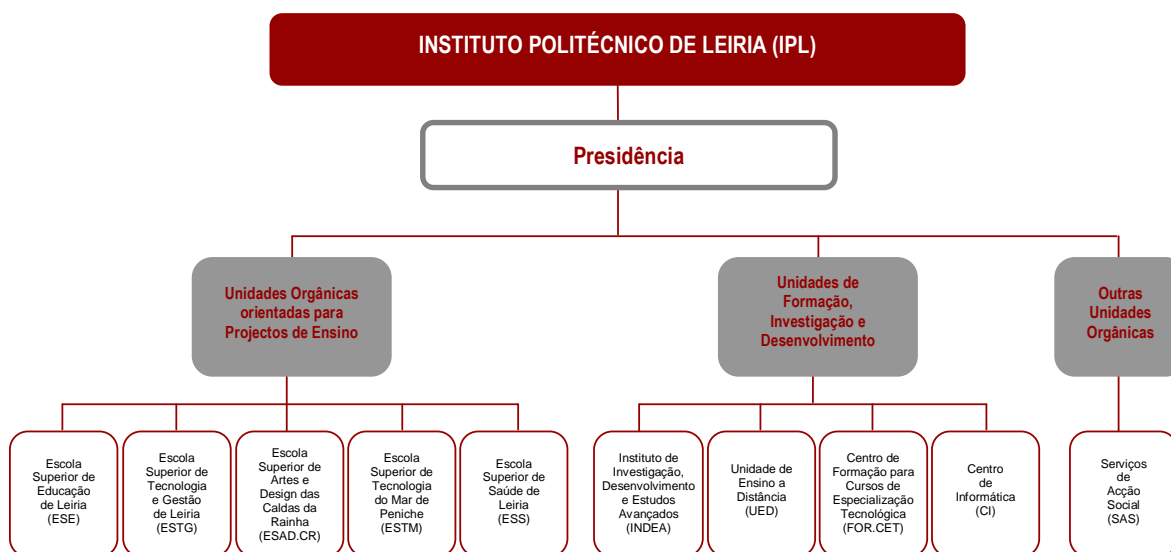 INSTITUTO POLITÉCNICO DE LEIRIA (IPL)
Presidência
Unidades Orgânicas
orientadas para
Projectos de Ensino
Unidades de
Formação,
Investigação e
Desenvolvimento
Outras
Unidades
Orgânicas
Escola
Superior de
Educação
de Leiria
(ESE)
Escola
Superior de
Tecnologia
e Gestão
de Leiria
(ESTG)
Escola
Superior de
Artes e
Design das
Caldas da
Rainha
(ESAD.CR)
Escola
Superior de
Tecnologia
do Mar de
Peniche
(ESTM)
Escola
Superior de
Saúde de
Leiria
(ESS)
Instituto de
Investigação,
Desenvolvimento
e Estudos
Avançados
(INDEA)
Unidade de
Ensino a
Distância
(UED)
Centro de
Formação para
Cursos de
Especialização
Tecnológica
(FOR.CET)
Centro
de
Informática
(CI)
Serviços
de
Acção
Social
(SAS)